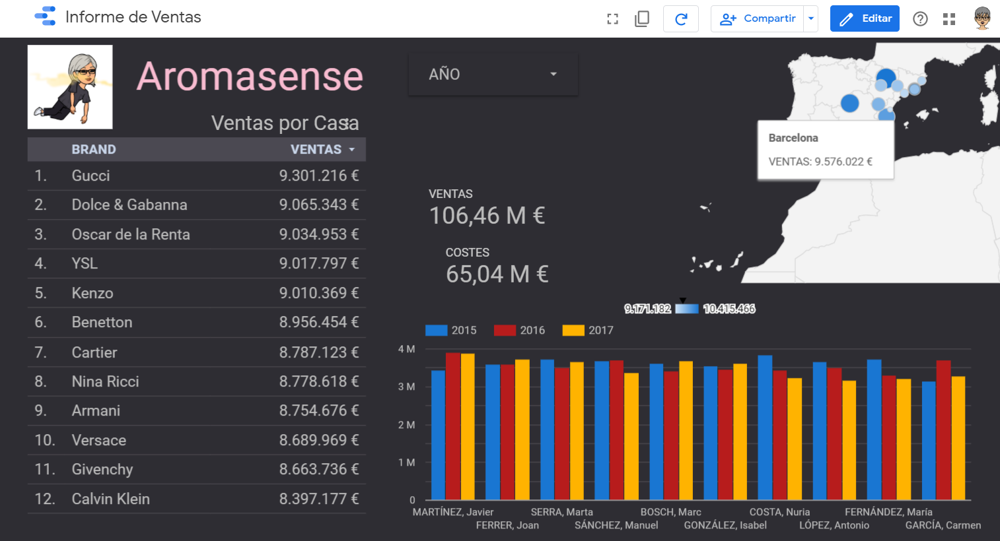 Informe de Ventas
Compartir
Editar
Aromasense
AÑO
Ventas por Casa
BRAND VENTAS
1. Gucci 9.301.216 €
2. Dolce & Gabanna 9.065.343 €
3. Oscar de la Renta 9.034.953 €
4. YSL 9.017.797 €
5. Kenzo 9.010.369 €
6. Benetton 8.956.454 €
7. Cartier 8.787.123 €
8. Nina Ricci 8.778.618 €
9. Armani 8.754.676 €
10. Versace 8.689.969 €
11. Givenchy 8.663.736 €
12. Calvin Klein 8.397.177 €
VENTAS
106,46 M €
COSTES
65,04 M €
Barcelona
VENTAS: 9.576.022 €
9.171.182 10.415.466
2015 2016 2017
4 M
3 M
2 M
1 M
0
MARTÍNEZ, Javier SERRA, Marta BOSCH, Marc COSTA, Nuria FERNÁNDEZ, María
FERRER, Joan SÁNCHEZ, Manuel GONZÁLEZ, Isabel LÓPEZ, Antonio GARCÍA, Carmen